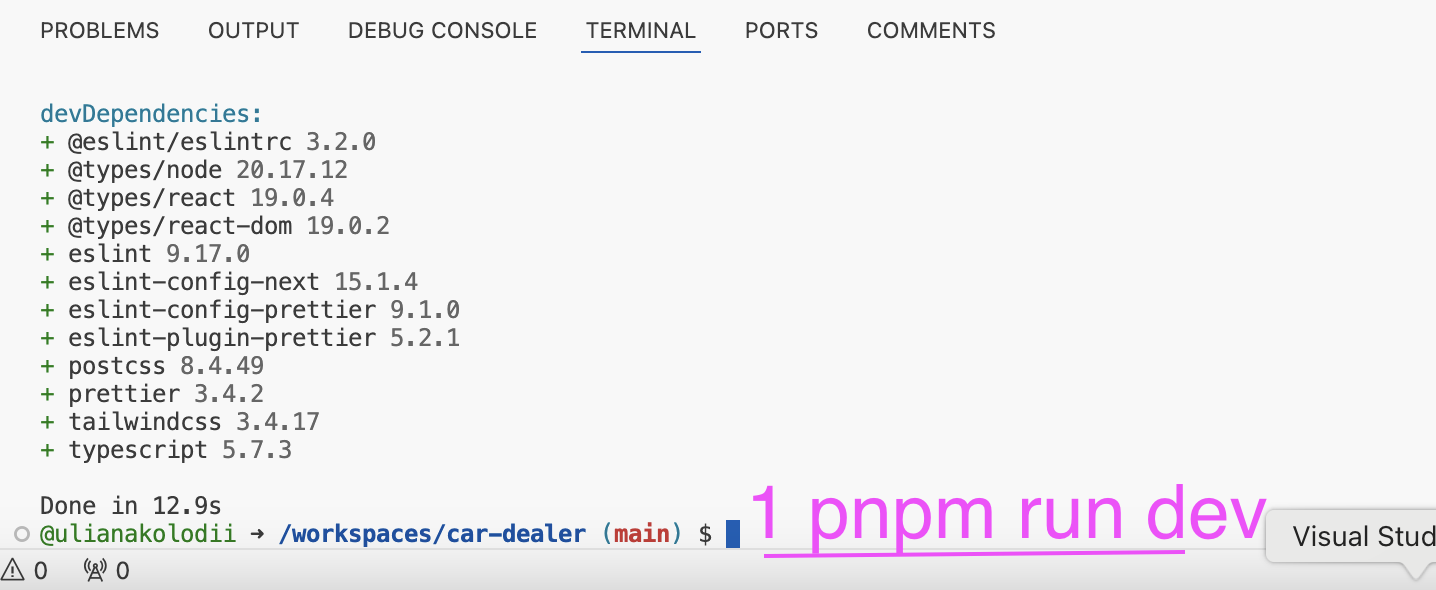 PROBLEMS OUTPUT DEBUG CONSOLE TERMINAL PORTS COMMENTS
devDependencies:
+ @eslint/eslintrc 3.2.0
+ @types/node 20.17.12
+ @types/react 19.0.4
+ @types/react-dom 19.0.2
+ eslint 9.17.0
+ eslint-config-next 15.1.4
+ eslint-config-prettier 9.1.0
+ eslint-plugin-prettier 5.2.1
+ postcss 8.4.49
+ prettier 3.4.2
+ tailwindcss 3.4.17
+ typescript 5.7.3
Done in 12.9s
@ulianakolodii ➜ /workspaces/car-dealer (main) $ 1 pnpm run dev
Visual Stud
0 0